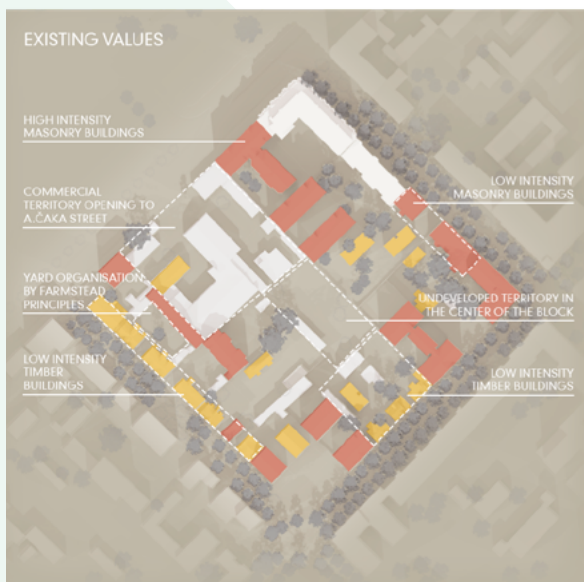 EXISTING VALUES
HIGH INTENSITY
MASONRY BUILDINGS
COMMERCIAL
TERRITORY OPENING TO
A.ČAKA STREET
YARD ORGANISATION
BY FARMSTEAD
PRINCIPLES
LOW INTENSITY
TIMBER
BUILDINGS
LOW INTENSITY
MASONRY BUILDINGS
UNDEVELOPED TERRITORY IN
THE CENTER OF THE BLOCK
LOW INTENSITY
TIMBER BUILDINGS